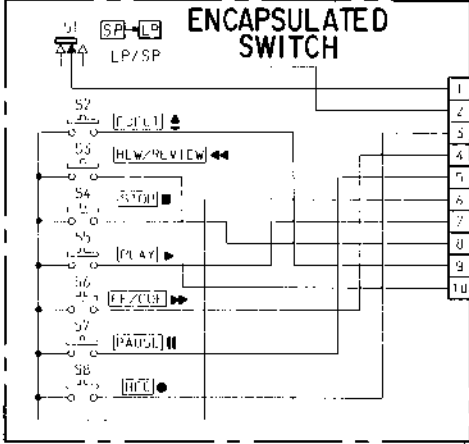 ENCAPSULATED
SWITCH
S1
SP LP
LP/SP
1
2
S2
3
S3
REW/REVIEW
4
S4
5
STOP
6
7
S5
8
PLAY
9
S6
10
FF/CUE
S7
PAUSE
S8
REC